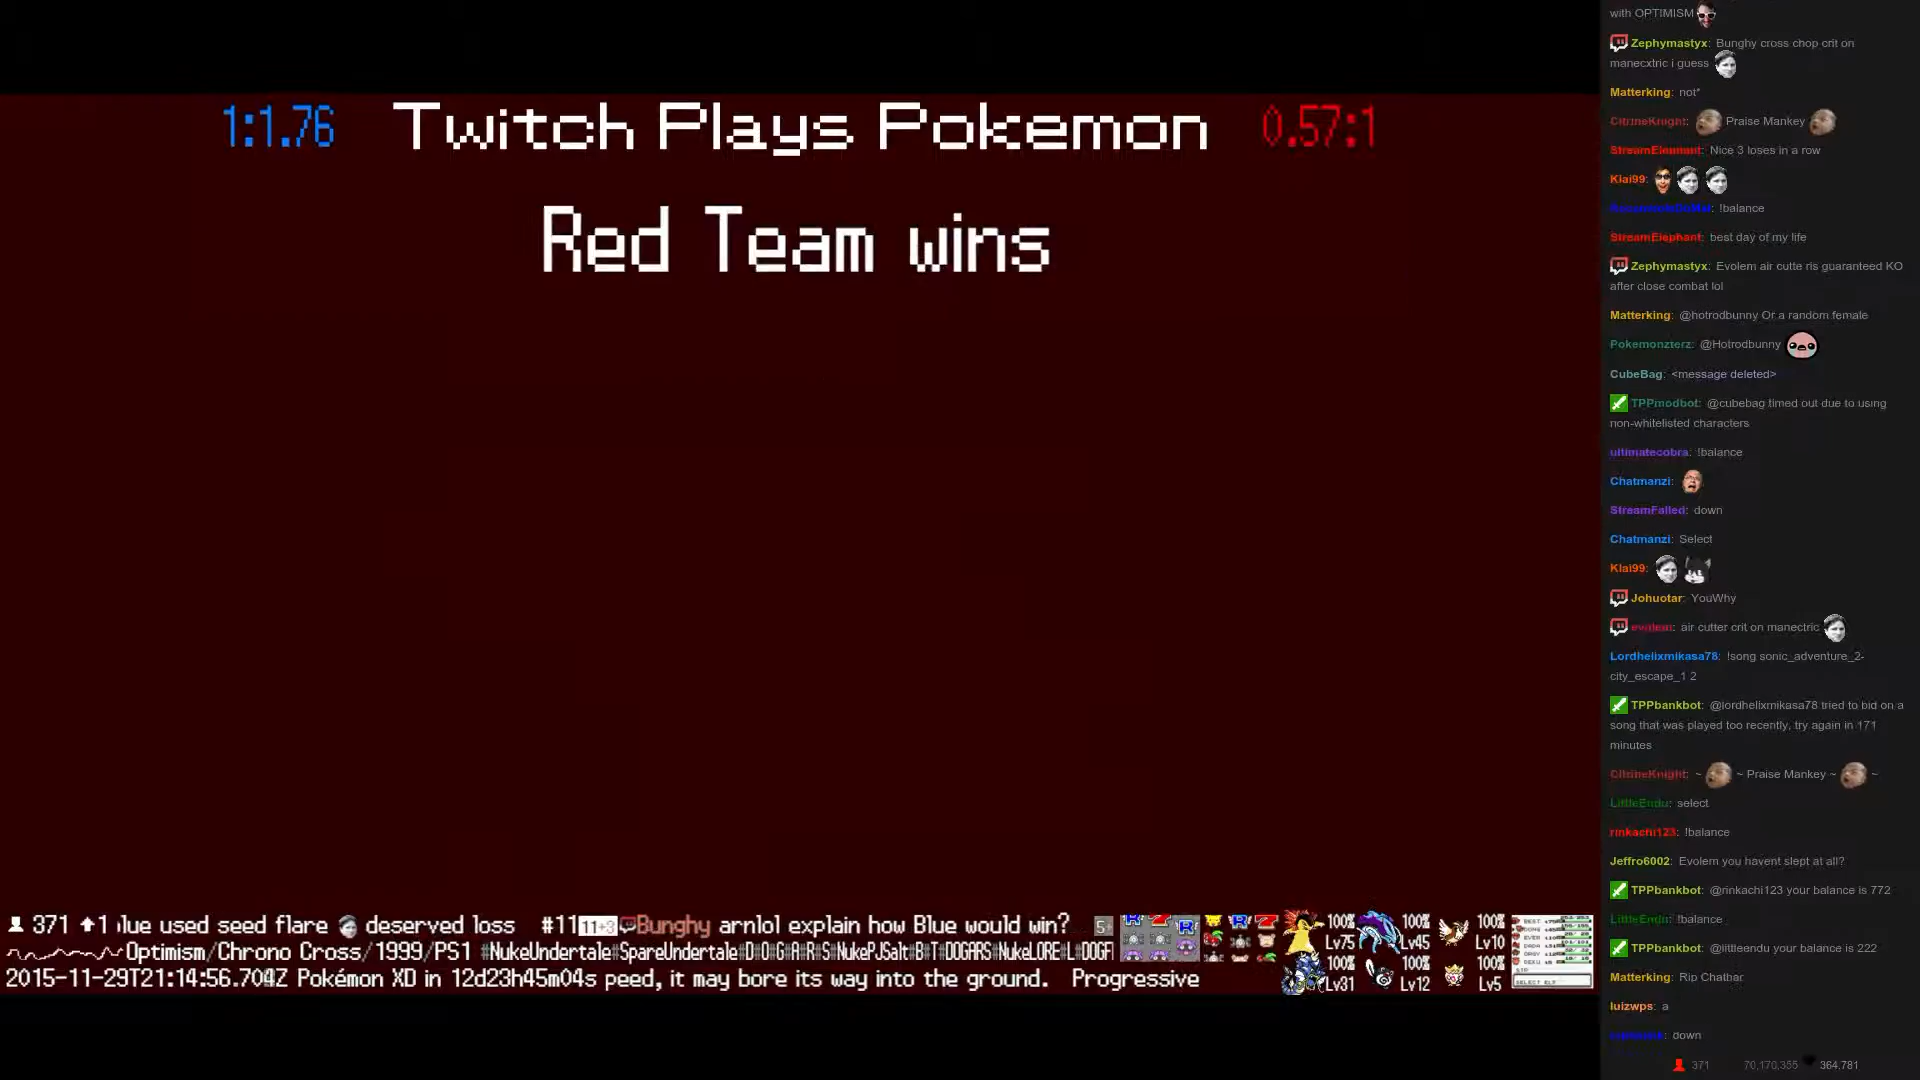 1:1.76 Twitch Plays Pokemon 0.57:1
Red Team wins
371 1 lue used seed flare deserved loss #11 11+3 Bunghy arnlol explain how Blue would win? 5
Optimism/Chrono Cross/1999/PS1
2015-11-29T21:14:56.704Z Pokémon XD in 12d23h45m04s peed, it may bore its way into the ground. Progressive
100% Lv75 100% Lv45 100% Lv10
100% Lv31 100% Lv12 100% Lv5
with OPTIMISM
Zephymastyx: Bunghy cross chop crit on
manecxtric i guess
Matterking: not*
CitrineKnight: Praise Mankey
StreamElephant: Nice 3 loses in a row
Klai99:
!balance
StreamElephant: best day of my life
Zephymastyx: Evolem air cutte ris guaranteed KO
after close combat lol
Matterking: @hotrodbunny Or a random female
Pokemonzterz: @Hotrodbunny
CubeBag: <message deleted>
TPPmodbot: @cubebag timed out due to using
non-whitelisted characters
ultimatecobra: !balance
Chatmanzi:
StreamFailed: down
Chatmanzi: Select
Klai99:
Johuotar: YouWhy
evolem: air cutter crit on manectric
Lordhelixmikasa78: !song sonic_adventure_2-
city_escape_1 2
TPPbankbot: @lordhelixmikasa78 tried to bid on a
song that was played too recently, try again in 171
minutes
CitrineKnight: ~ ~ Praise Mankey ~ ~
LittleEndu: select
rinkachi123: !balance
Jeffro6002: Evolem you havent slept at all?
TPPbankbot: @rinkachi123 your balance is 772
LittleEndu: !balance
TPPbankbot: @littleendu your balance is 222
Matterking: Rip Chatbar
luizwps: a
down
371 70,170,355 364,781